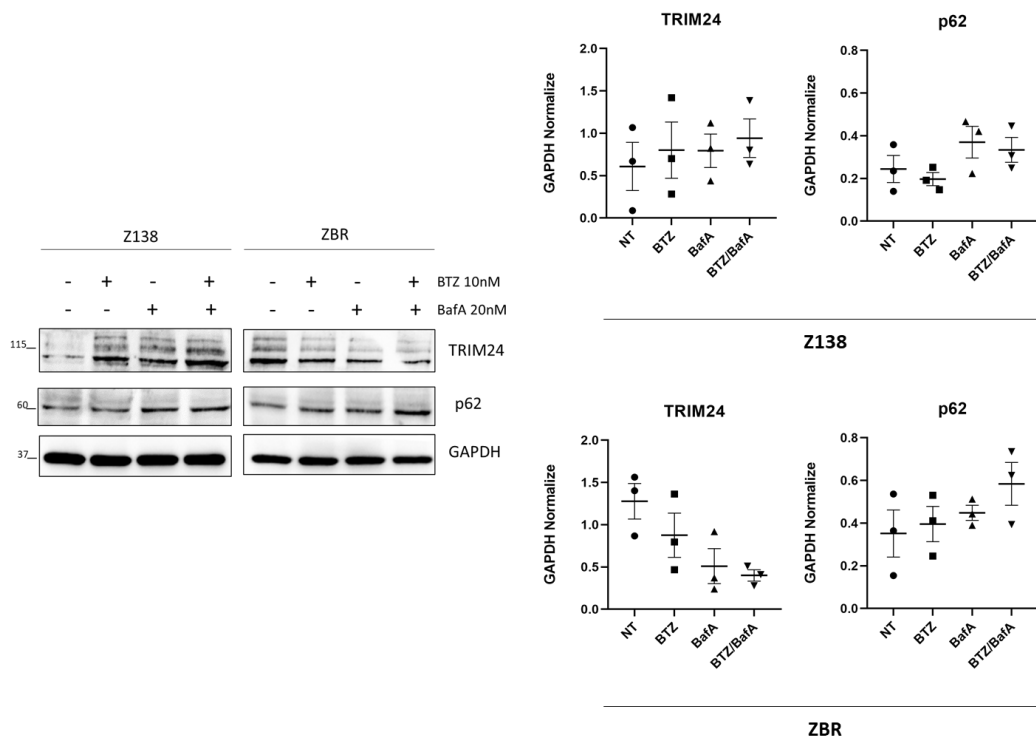 Z138 ZBR
- + - + - + - + BTZ 10nM
- - + + - - + + BafA 20nM
115 TRIM24
60 p62
37 GAPDH
TRIM24
GAPDH Normalize
2.0
1.5
1.0
0.5
0.0
NT BTZ BafA BTZ/BafA
p62
GAPDH Normalize
0.8
0.6
0.4
0.2
0.0
NT BTZ BafA BTZ/BafA
Z138
TRIM24
GAPDH Normalize
2.0
1.5
1.0
0.5
0.0
NT BTZ BafA BTZ/BafA
p62
GAPDH Normalize
0.8
0.6
0.4
0.2
0.0
NT BTZ BafA BTZ/BafA
ZBR